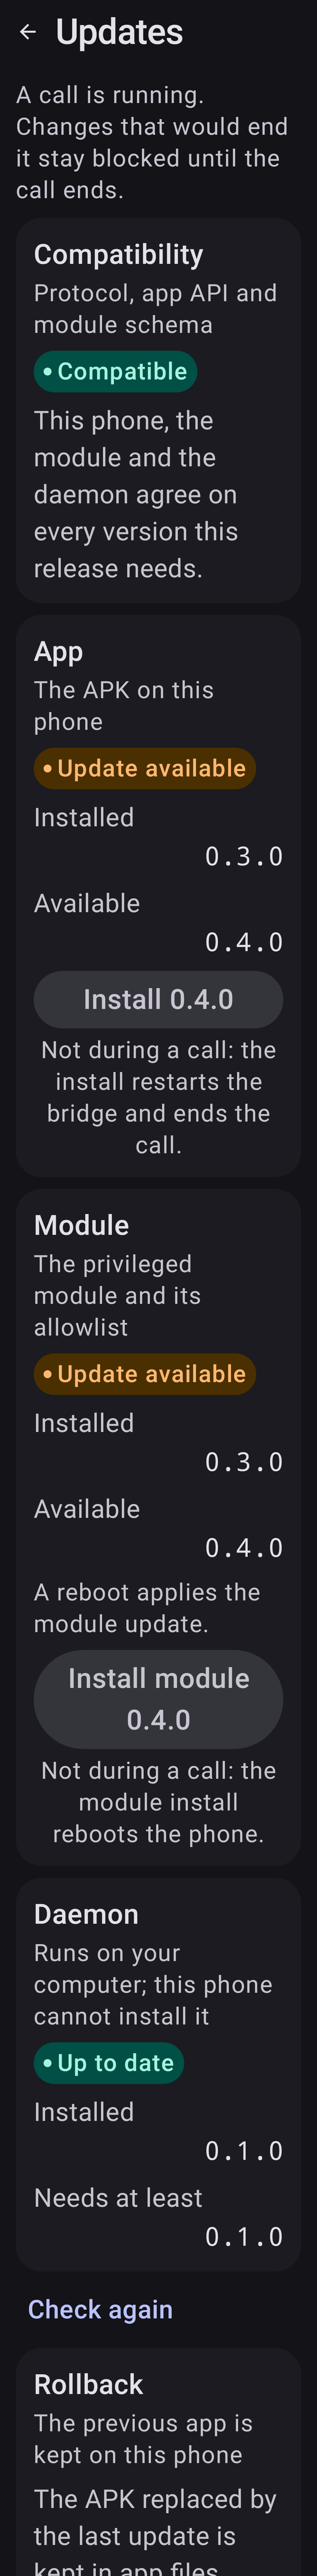 Updates
A call is running.
Changes that would end
it stay blocked until the
call ends.
Compatibility
Protocol, app API and
module schema
Compatible
This phone, the
module and the
daemon agree on
every version this
release needs.
App
The APK on this
phone
Update available
Installed
0.3.0
Available
0.4.0
Install 0.4.0
Not during a call: the
install restarts the
bridge and ends the
call.
Module
The privileged
module and its
allowlist
Update available
Installed
0.3.0
Available
0.4.0
A reboot applies the
module update.
Install module
0.4.0
Not during a call: the
module install
reboots the phone.
Daemon
Runs on your
computer; this phone
cannot install it
Up to date
Installed
0.1.0
Needs at least
0.1.0
Check again
Rollback
The previous app is
kept on this phone
The APK replaced by
the last update is
kept in app files